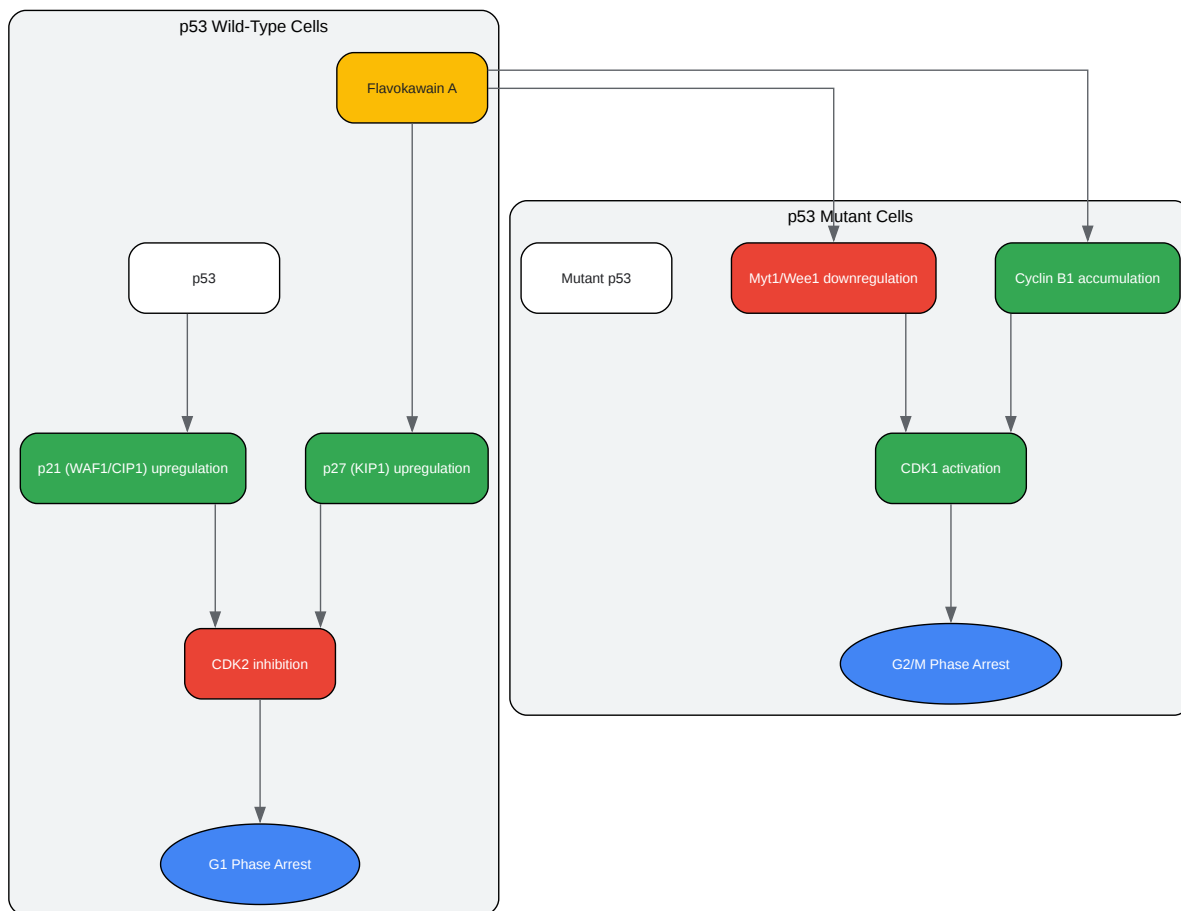 p53 Wild-Type Cells
Flavokawain A
p53 Mutant Cells
p53
Mutant p53
Myt1/Wee1 downregulation
Cyclin B1 accumulation
p21 (WAF1/CIP1) upregulation
p27 (KIP1) upregulation
CDK1 activation
CDK2 inhibition
G2/M Phase Arrest
G1 Phase Arrest